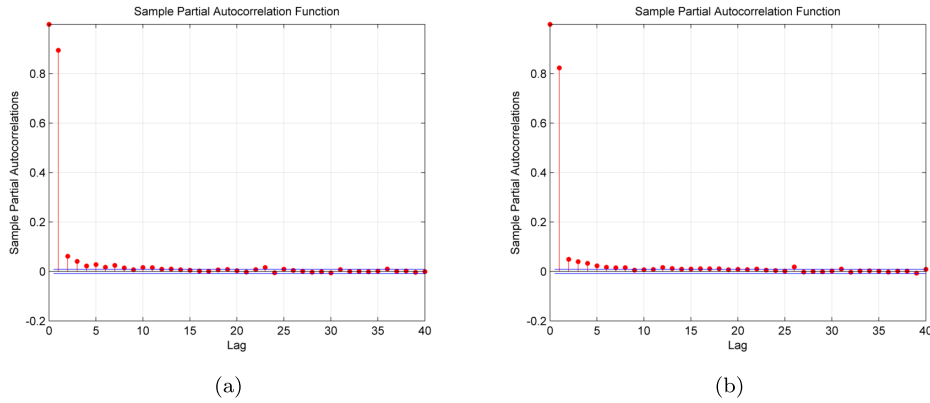 Sample Partial Autocorrelation Function
Sample Partial Autocorrelations
0.8
0.6
0.4
0.2
0
-0.2
0 5 10 15 20 25 30 35 40
Lag
(a)
Sample Partial Autocorrelation Function
Sample Partial Autocorrelations
0.8
0.6
0.4
0.2
0
-0.2
0 5 10 15 20 25 30 35 40
Lag
(b)